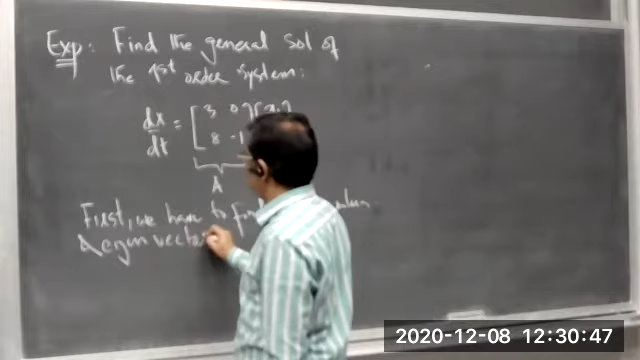 Exp: Find the general Sol of
the 1st order system:
dx/dt = [3 0
8 -1
A
First, we have to
& eigen vecto
2020-12-08 12:30:47